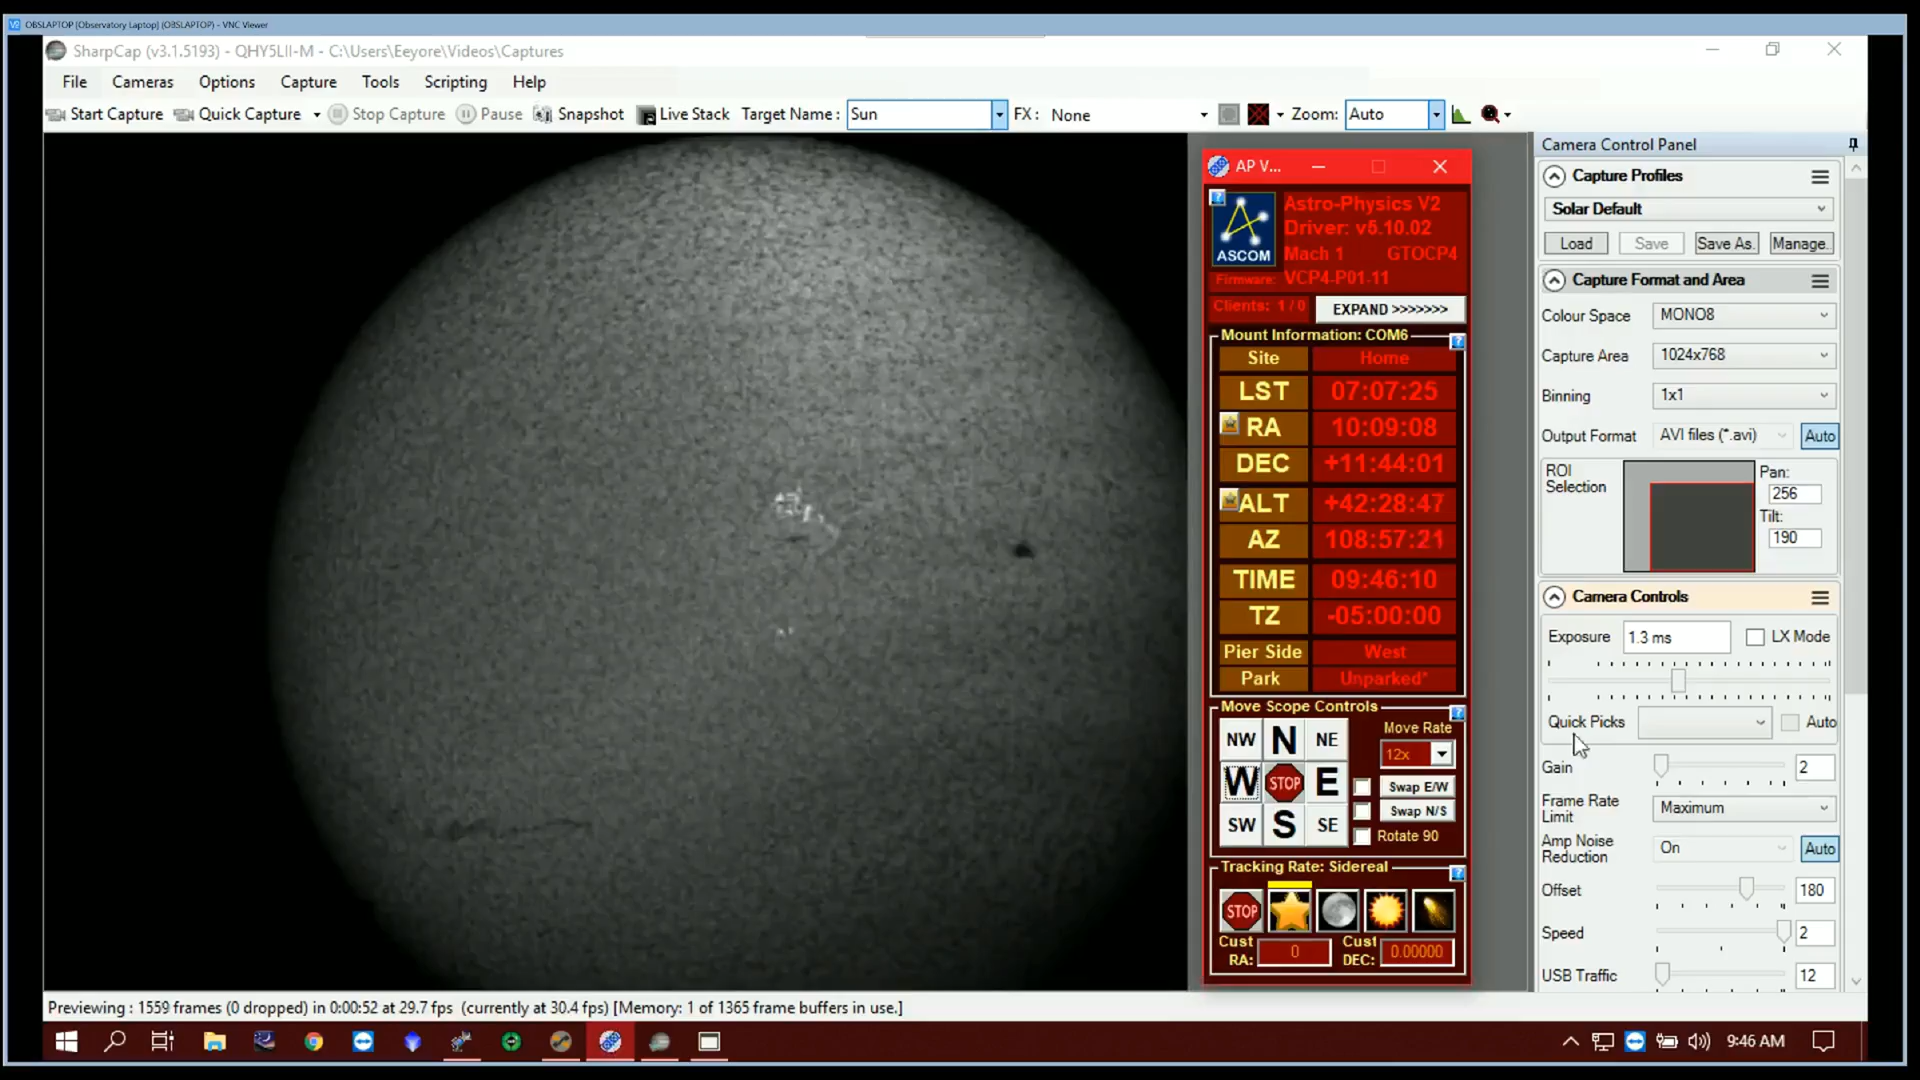 OBSLAPTOP [Observatory Laptop] (OBSLAPTOP) - VNC Viewer
SharpCap (v3.1.5193) - QHY5LII-M - C:\Users\Eeyore\Videos\Captures
File Cameras Options Capture Tools Scripting Help
Start Capture Quick Capture Stop Capture Pause Snapshot Live Stack Target Name : Sun FX : None Zoom: Auto
Camera Control Panel
Capture Profiles
Solar Default
Load Save Save As. Manage.
Capture Format and Area
Colour Space MONO8
Capture Area 1024x768
Binning 1x1
Output Format AVI files (*.avi) Auto
ROI Selection
Pan:
256
Tilt:
190
Camera Controls
Exposure 1.3 ms LX Mode
Quick Picks Auto
Gain 2
Frame Rate Limit Maximum
Amp Noise Reduction On Auto
Offset 180
Speed 2
USB Traffic 12
AP V...
ASCOM
Astro-Physics V2
Driver: v5.10.02
Mach 1 GTOCP4
Firmware: VCP4-P01-11
Clients: 1 / 0 EXPAND >>>>>>>
Mount Information: COM6
Site Home
LST 07:07:25
RA 10:09:08
DEC +11:44:01
ALT +42:28:47
AZ 108:57:21
TIME 09:46:10
TZ -05:00:00
Pier Side West
Park Unparked*
Move Scope Controls
NW N NE
W STOP E
SW S SE
Move Rate
12x
Swap E/W
Swap N/S
Rotate 90
Tracking Rate: Sidereal
STOP
Cust RA: 0 Cust DEC: 0.00000
Previewing : 1559 frames (0 dropped) in 0:00:52 at 29.7 fps (currently at 30.4 fps) [Memory: 1 of 1365 frame buffers in use.]
9:46 AM